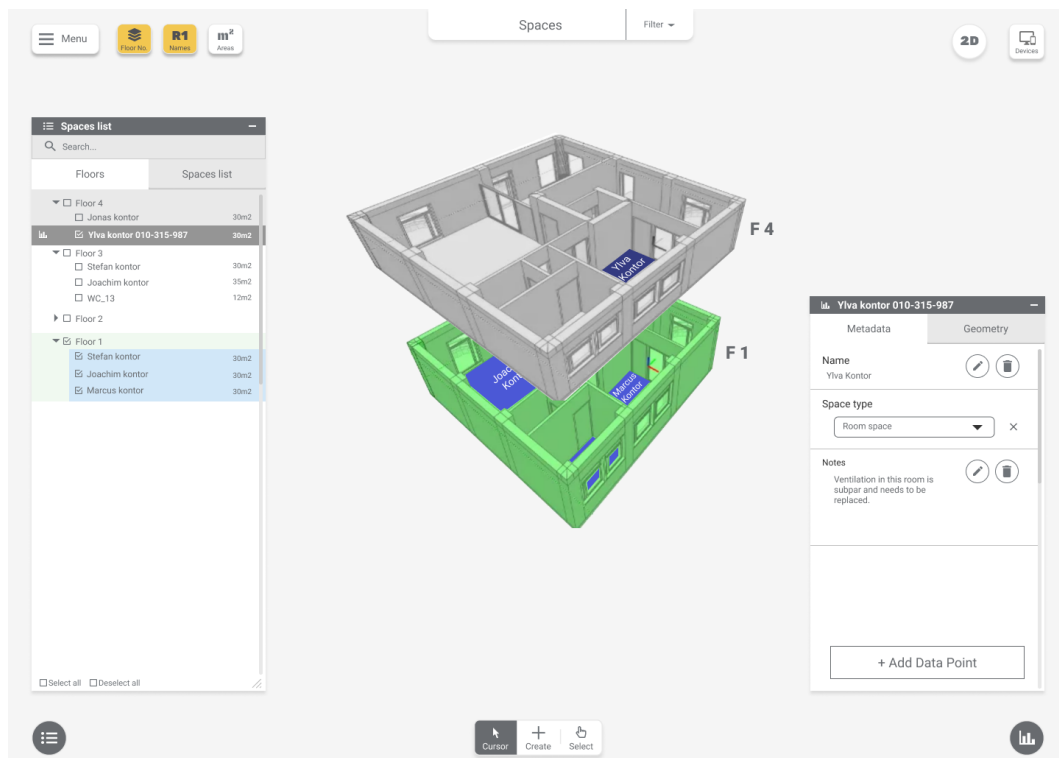 Menu
Floor No.
R1
Names
m²
Areas
Spaces
Filter
2D
Devices
Spaces list
Search...
Floors
Spaces list
Floor 4
Jonas kontor 30m2
Ylva kontor 010-315-987 30m2
Floor 3
Stefan kontor 30m2
Joachim kontor 35m2
WC_13 12m2
Floor 2
Floor 1
Stefan kontor 30m2
Joachim kontor 30m2
Marcus kontor 30m2
Select all Deselect all
F 4
Ylva
Kontor
F 1
Marcus
Kontor
Ylva kontor 010-315-987
Metadata
Geometry
Name
Ylva Kontor
Space type
Room space
Notes
Ventilation in this room is
subpar and needs to be
replaced.
+ Add Data Point
Cursor
Create
Select